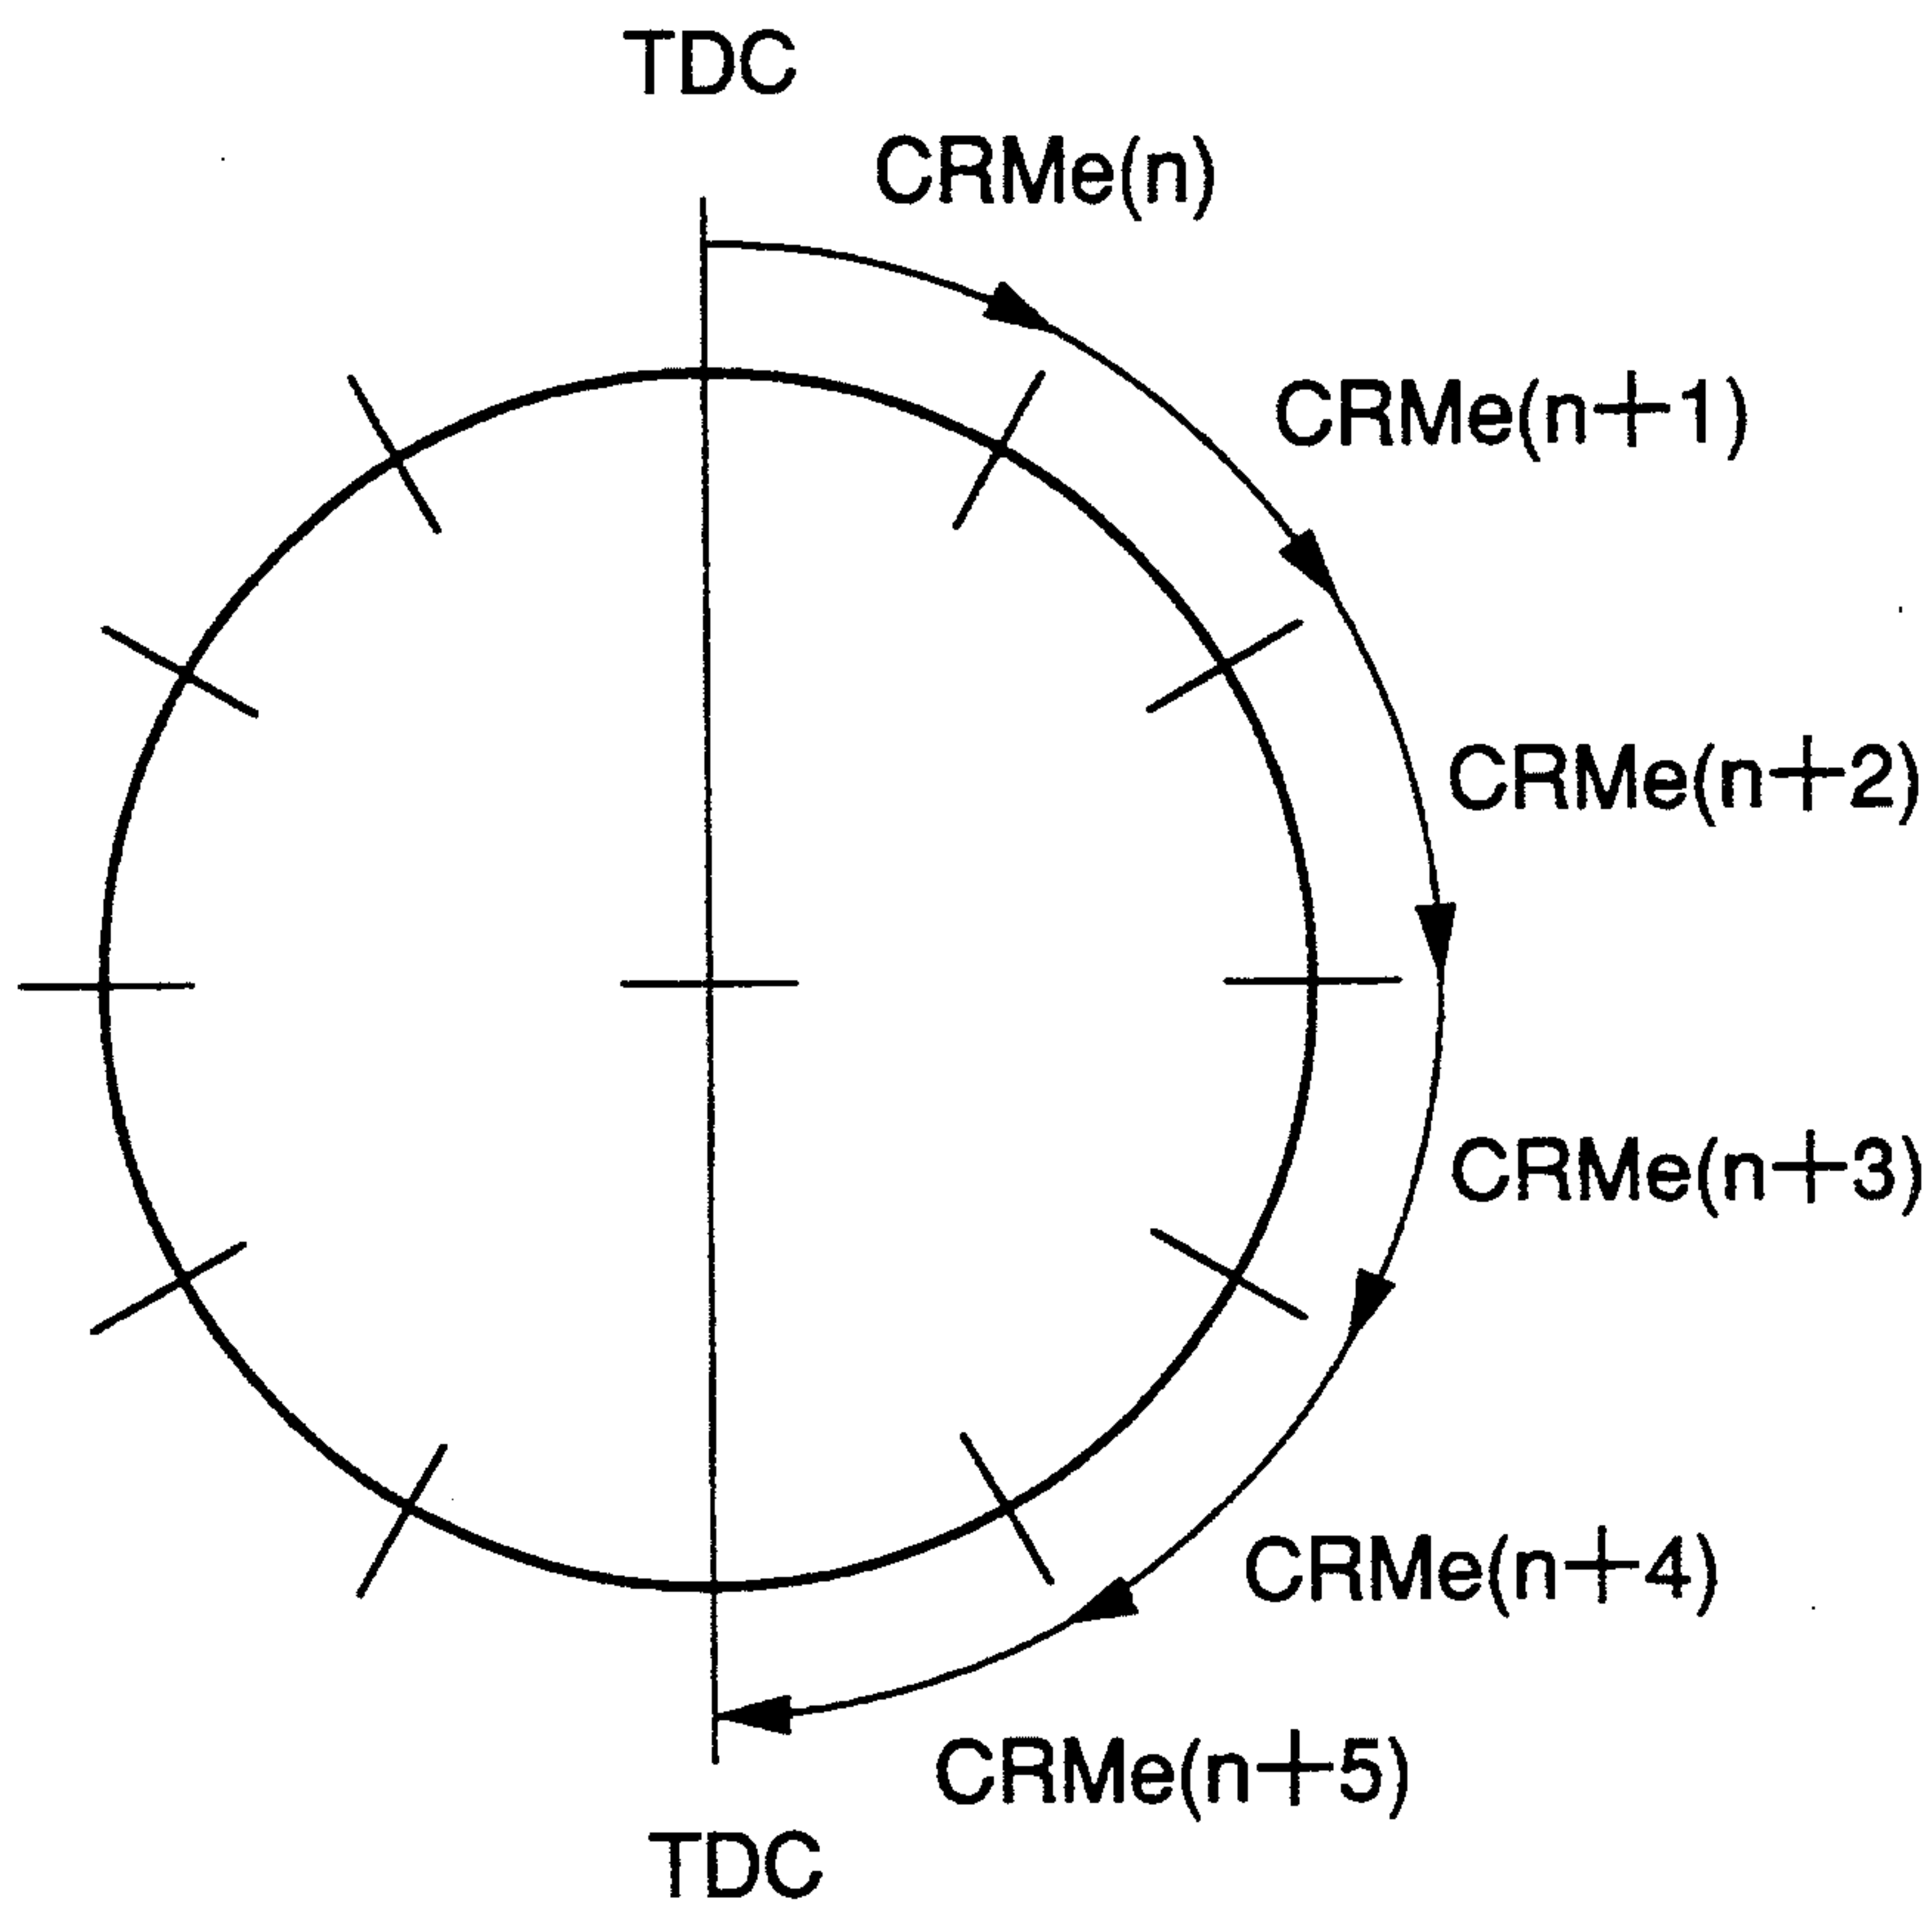 TDC
CRMe(n)
CRMe(n+1)
CRMe(n+2)
CRMe(n+3)
CRMe(n+4)
CRMe(n+5)
TDC